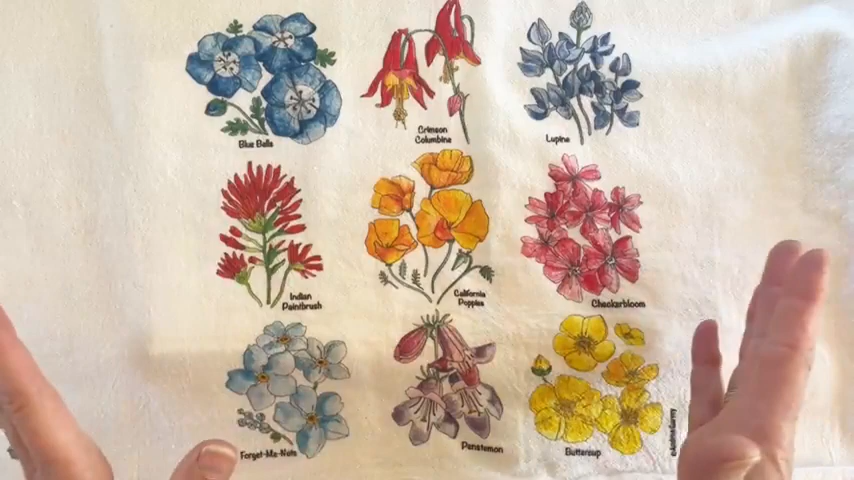 Blue Bells
Crimson
Columbine
Lupine
Indian
Paintbrush
California
Poppies
Checkerbloom
Forget-Me-Nots
Penstemon
Buttercup